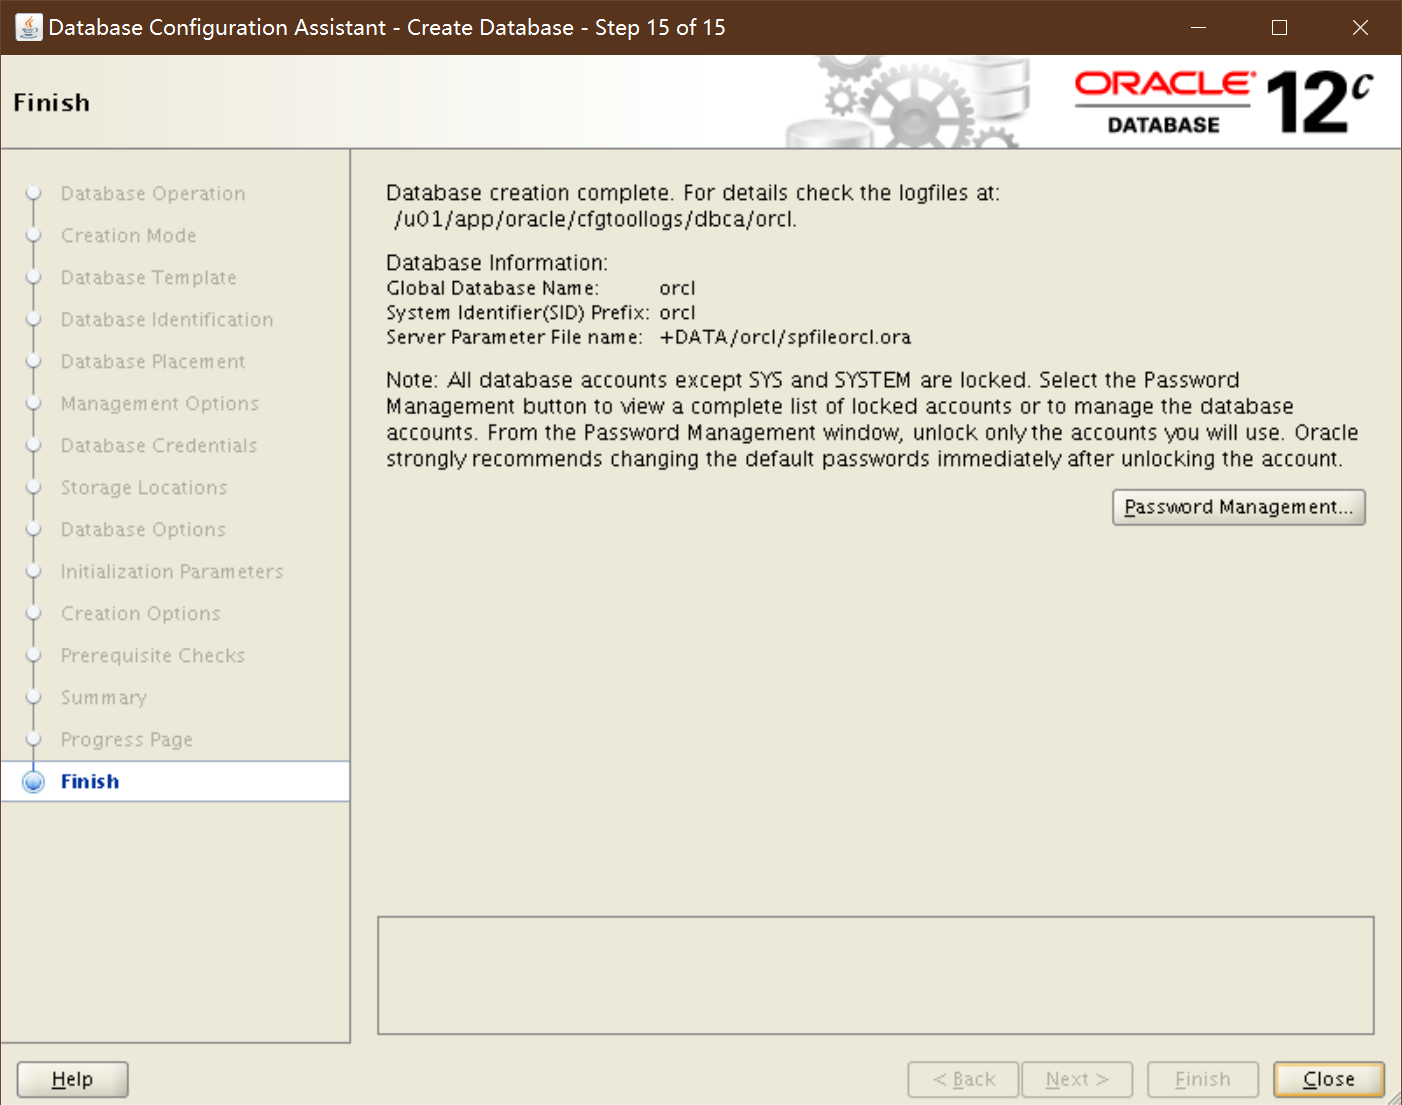 Database Configuration Assistant - Create Database - Step 15 of 15
Finish
ORACLE
DATABASE
12c
Database Operation
Creation Mode
Database Template
Database Identification
Database Placement
Management Options
Database Credentials
Storage Locations
Database Options
Initialization Parameters
Creation Options
Prerequisite Checks
Summary
Progress Page
Finish
Database creation complete. For details check the logfiles at:
/u01/app/oracle/cfgtoollogs/dbca/orcl.
Database Information:
Global Database Name: orcl
System Identifier(SID) Prefix: orcl
Server Parameter File name: +DATA/orcl/spfileorcl.ora
Note: All database accounts except SYS and SYSTEM are locked. Select the Password
Management button to view a complete list of locked accounts or to manage the database
accounts. From the Password Management window, unlock only the accounts you will use. Oracle
strongly recommends changing the default passwords immediately after unlocking the account.
Password Management...
Help
< Back
Next >
Finish
Close